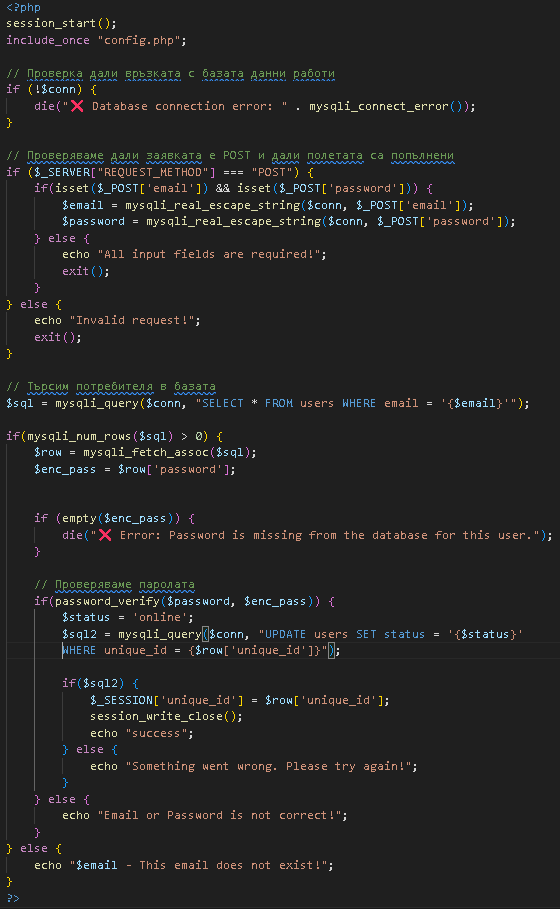 <?php
session_start();
include_once "config.php";
// Проверка дали връзката с базата данни работи
if (!$conn) {
die("❌ Database connection error: " . mysqli_connect_error());
}
// Проверяваме дали заявката е POST и дали полетата са попълнени
if ($_SERVER["REQUEST_METHOD"] === "POST") {
if(isset($_POST['email']) && isset($_POST['password'])) {
$email = mysqli_real_escape_string($conn, $_POST['email']);
$password = mysqli_real_escape_string($conn, $_POST['password']);
} else {
echo "All input fields are required!";
exit();
}
} else {
echo "Invalid request!";
exit();
}
// Търсим потребителя в базата
$sql = mysqli_query($conn, "SELECT * FROM users WHERE email = '{$email}'");
if(mysqli_num_rows($sql) > 0) {
$row = mysqli_fetch_assoc($sql);
$enc_pass = $row['password'];
if (empty($enc_pass)) {
die("❌ Error: Password is missing from the database for this user.");
}
// Проверяваме паролата
if(password_verify($password, $enc_pass)) {
$status = 'online';
$sql2 = mysqli_query($conn, "UPDATE users SET status = '{$status}'
WHERE unique_id = {$row['unique_id']}");
if($sql2) {
$_SESSION['unique_id'] = $row['unique_id'];
session_write_close();
echo "success";
} else {
echo "Something went wrong. Please try again!";
}
} else {
echo "Email or Password is not correct!";
}
} else {
echo "$email - This email does not exist!";
}
?>